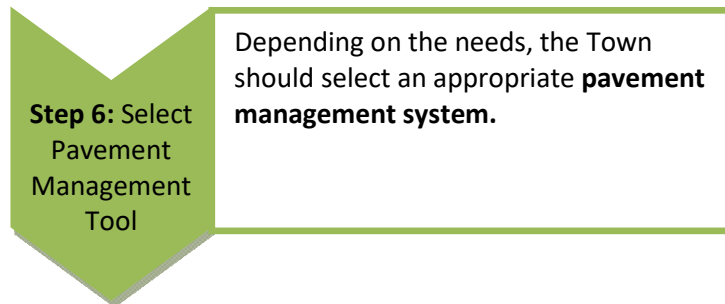 Step 6: Select
Pavement
Management
Tool
Depending on the needs, the Town
should select an appropriate pavement
management system.